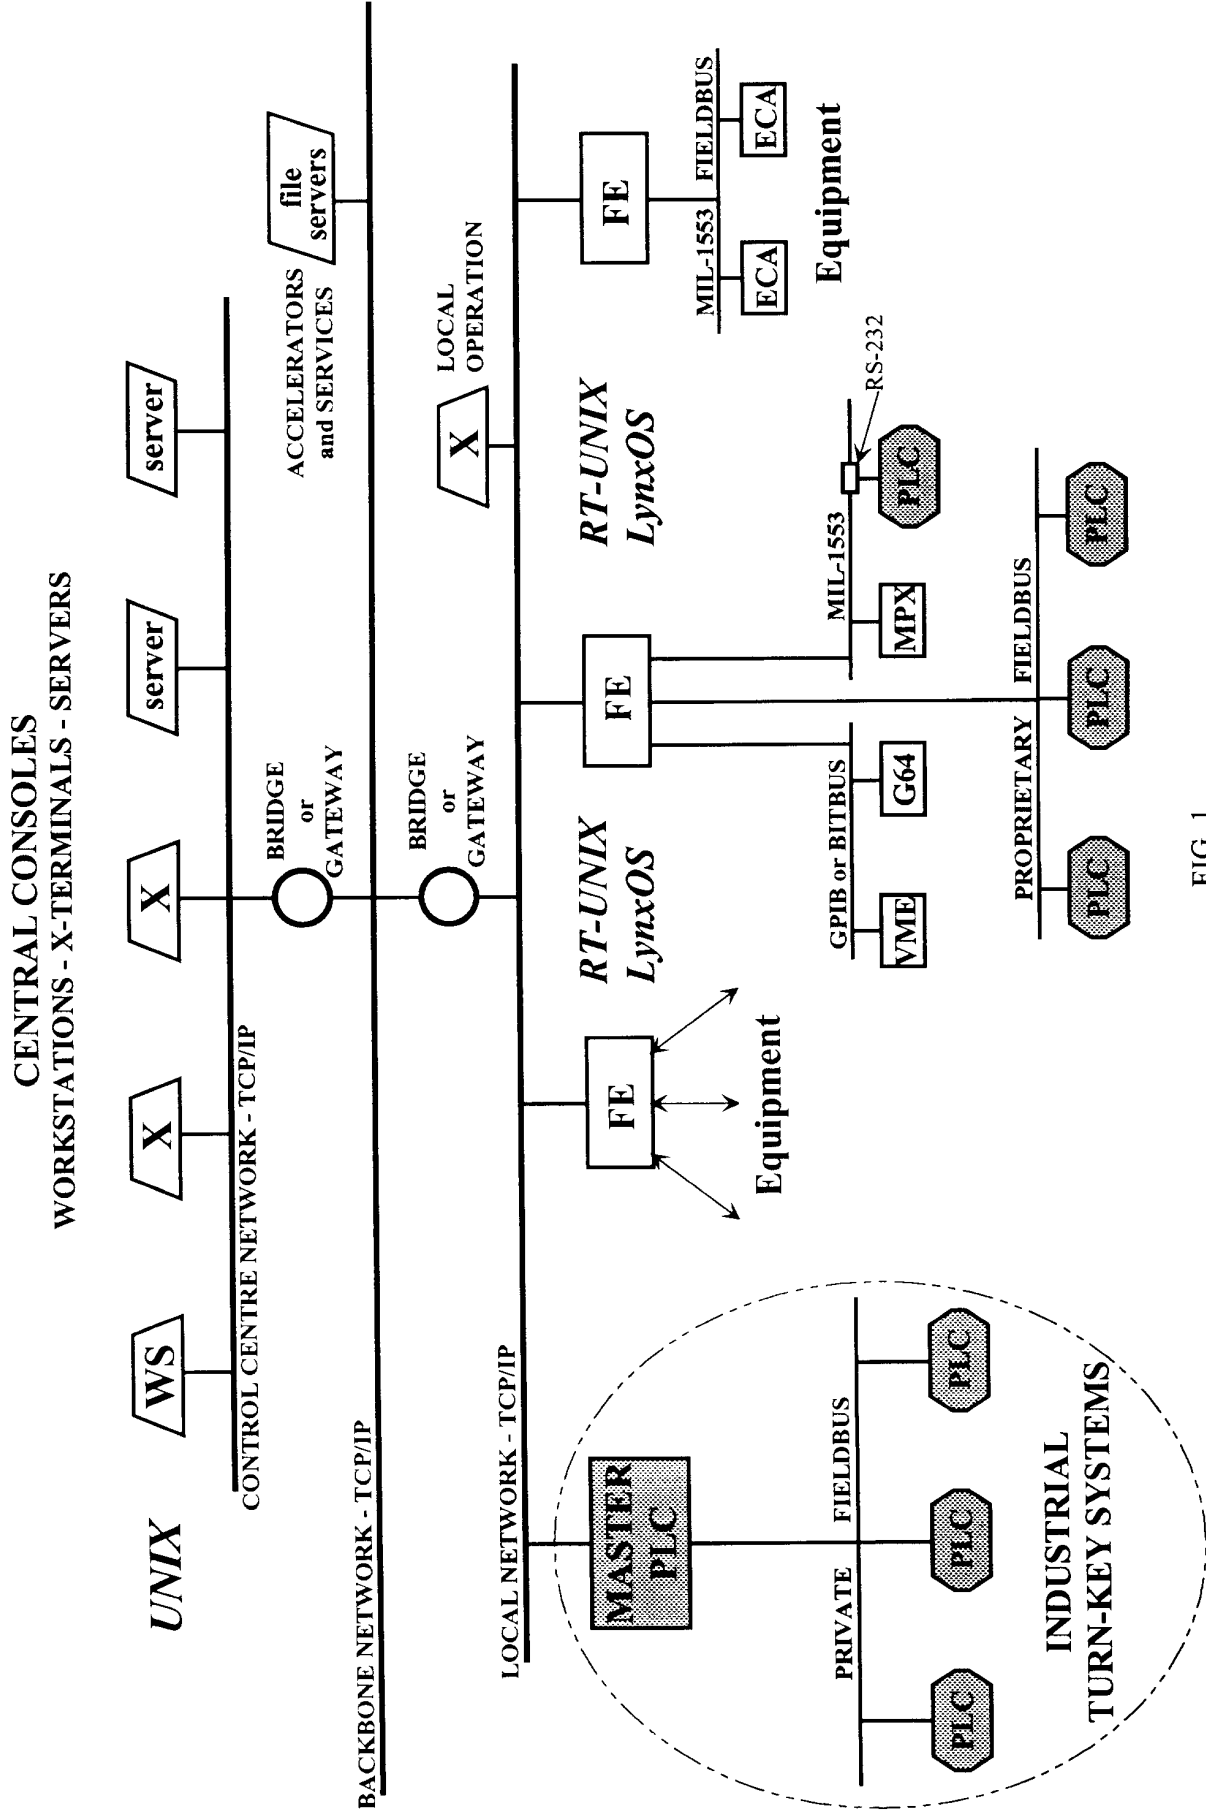 CENTRAL CONSOLES
WORKSTATIONS - X-TERMINALS - SERVERS
UNIX
WS
X
X
server
server
CONTROL CENTRE NETWORK - TCP/IP
BRIDGE
or
GATEWAY
ACCELERATORS
and SERVICES
file
servers
BACKBONE NETWORK - TCP/IP
BRIDGE
or
GATEWAY
X
LOCAL
OPERATION
LOCAL NETWORK - TCP/IP
MASTER
PLC
PRIVATE
FIELDBUS
PLC
PLC
PLC
INDUSTRIAL
TURN-KEY SYSTEMS
FE
Equipment
RT-UNIX
LynxOS
FE
GPIB or BITBUS
VME
G64
MIL-1553
MPX
PLC
RS-232
PROPRIETARY
FIELDBUS
PLC
PLC
PLC
RT-UNIX
LynxOS
FE
MIL-1553
FIELDBUS
ECA
ECA
Equipment
FIG. 1